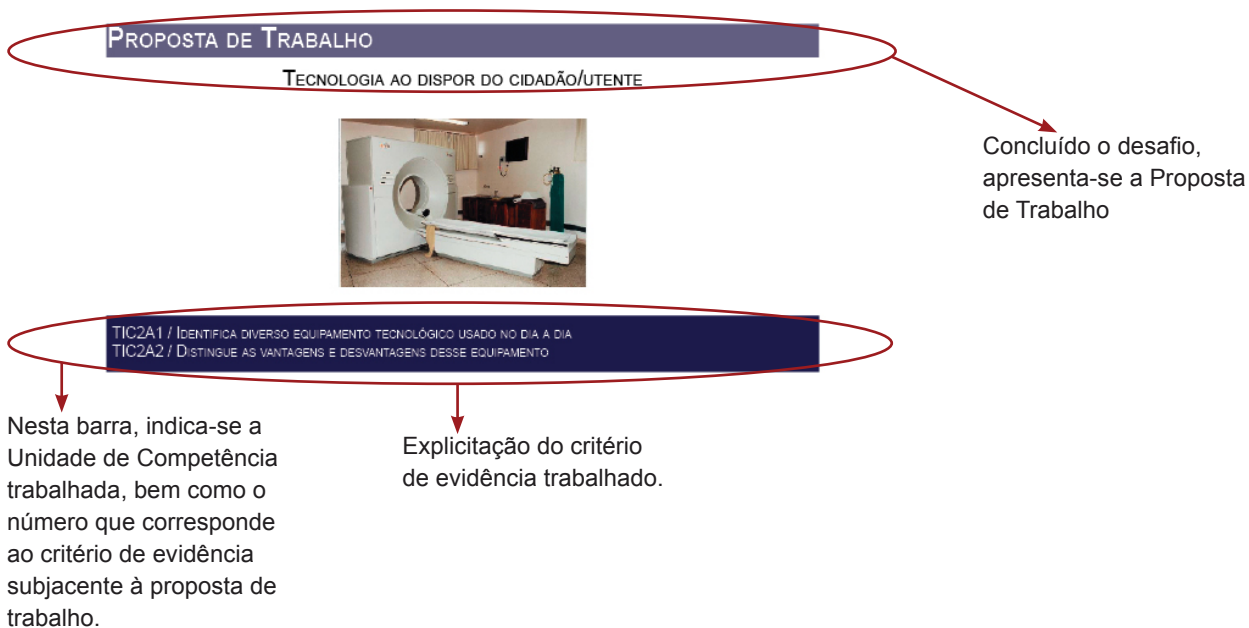 PROPOSTA DE TRABALHO
TECNOLOGIA AO DISPOR DO CIDADÃO/UTENTE
Concluído o desafio,
apresenta-se a Proposta
de Trabalho
TIC2A1 / IDENTIFICA DIVERSO EQUIPAMENTO TECNOLÓGICO USADO NO DIA A DIA
TIC2A2 / DISTINGUE AS VANTAGENS E DESVANTAGENS DESSE EQUIPAMENTO
Nesta barra, indica-se a
Unidade de Competência
trabalhada, bem como o
número que corresponde
ao critério de evidência
subjacente à proposta de
trabalho.
Explicitação do critério
de evidência trabalhado.